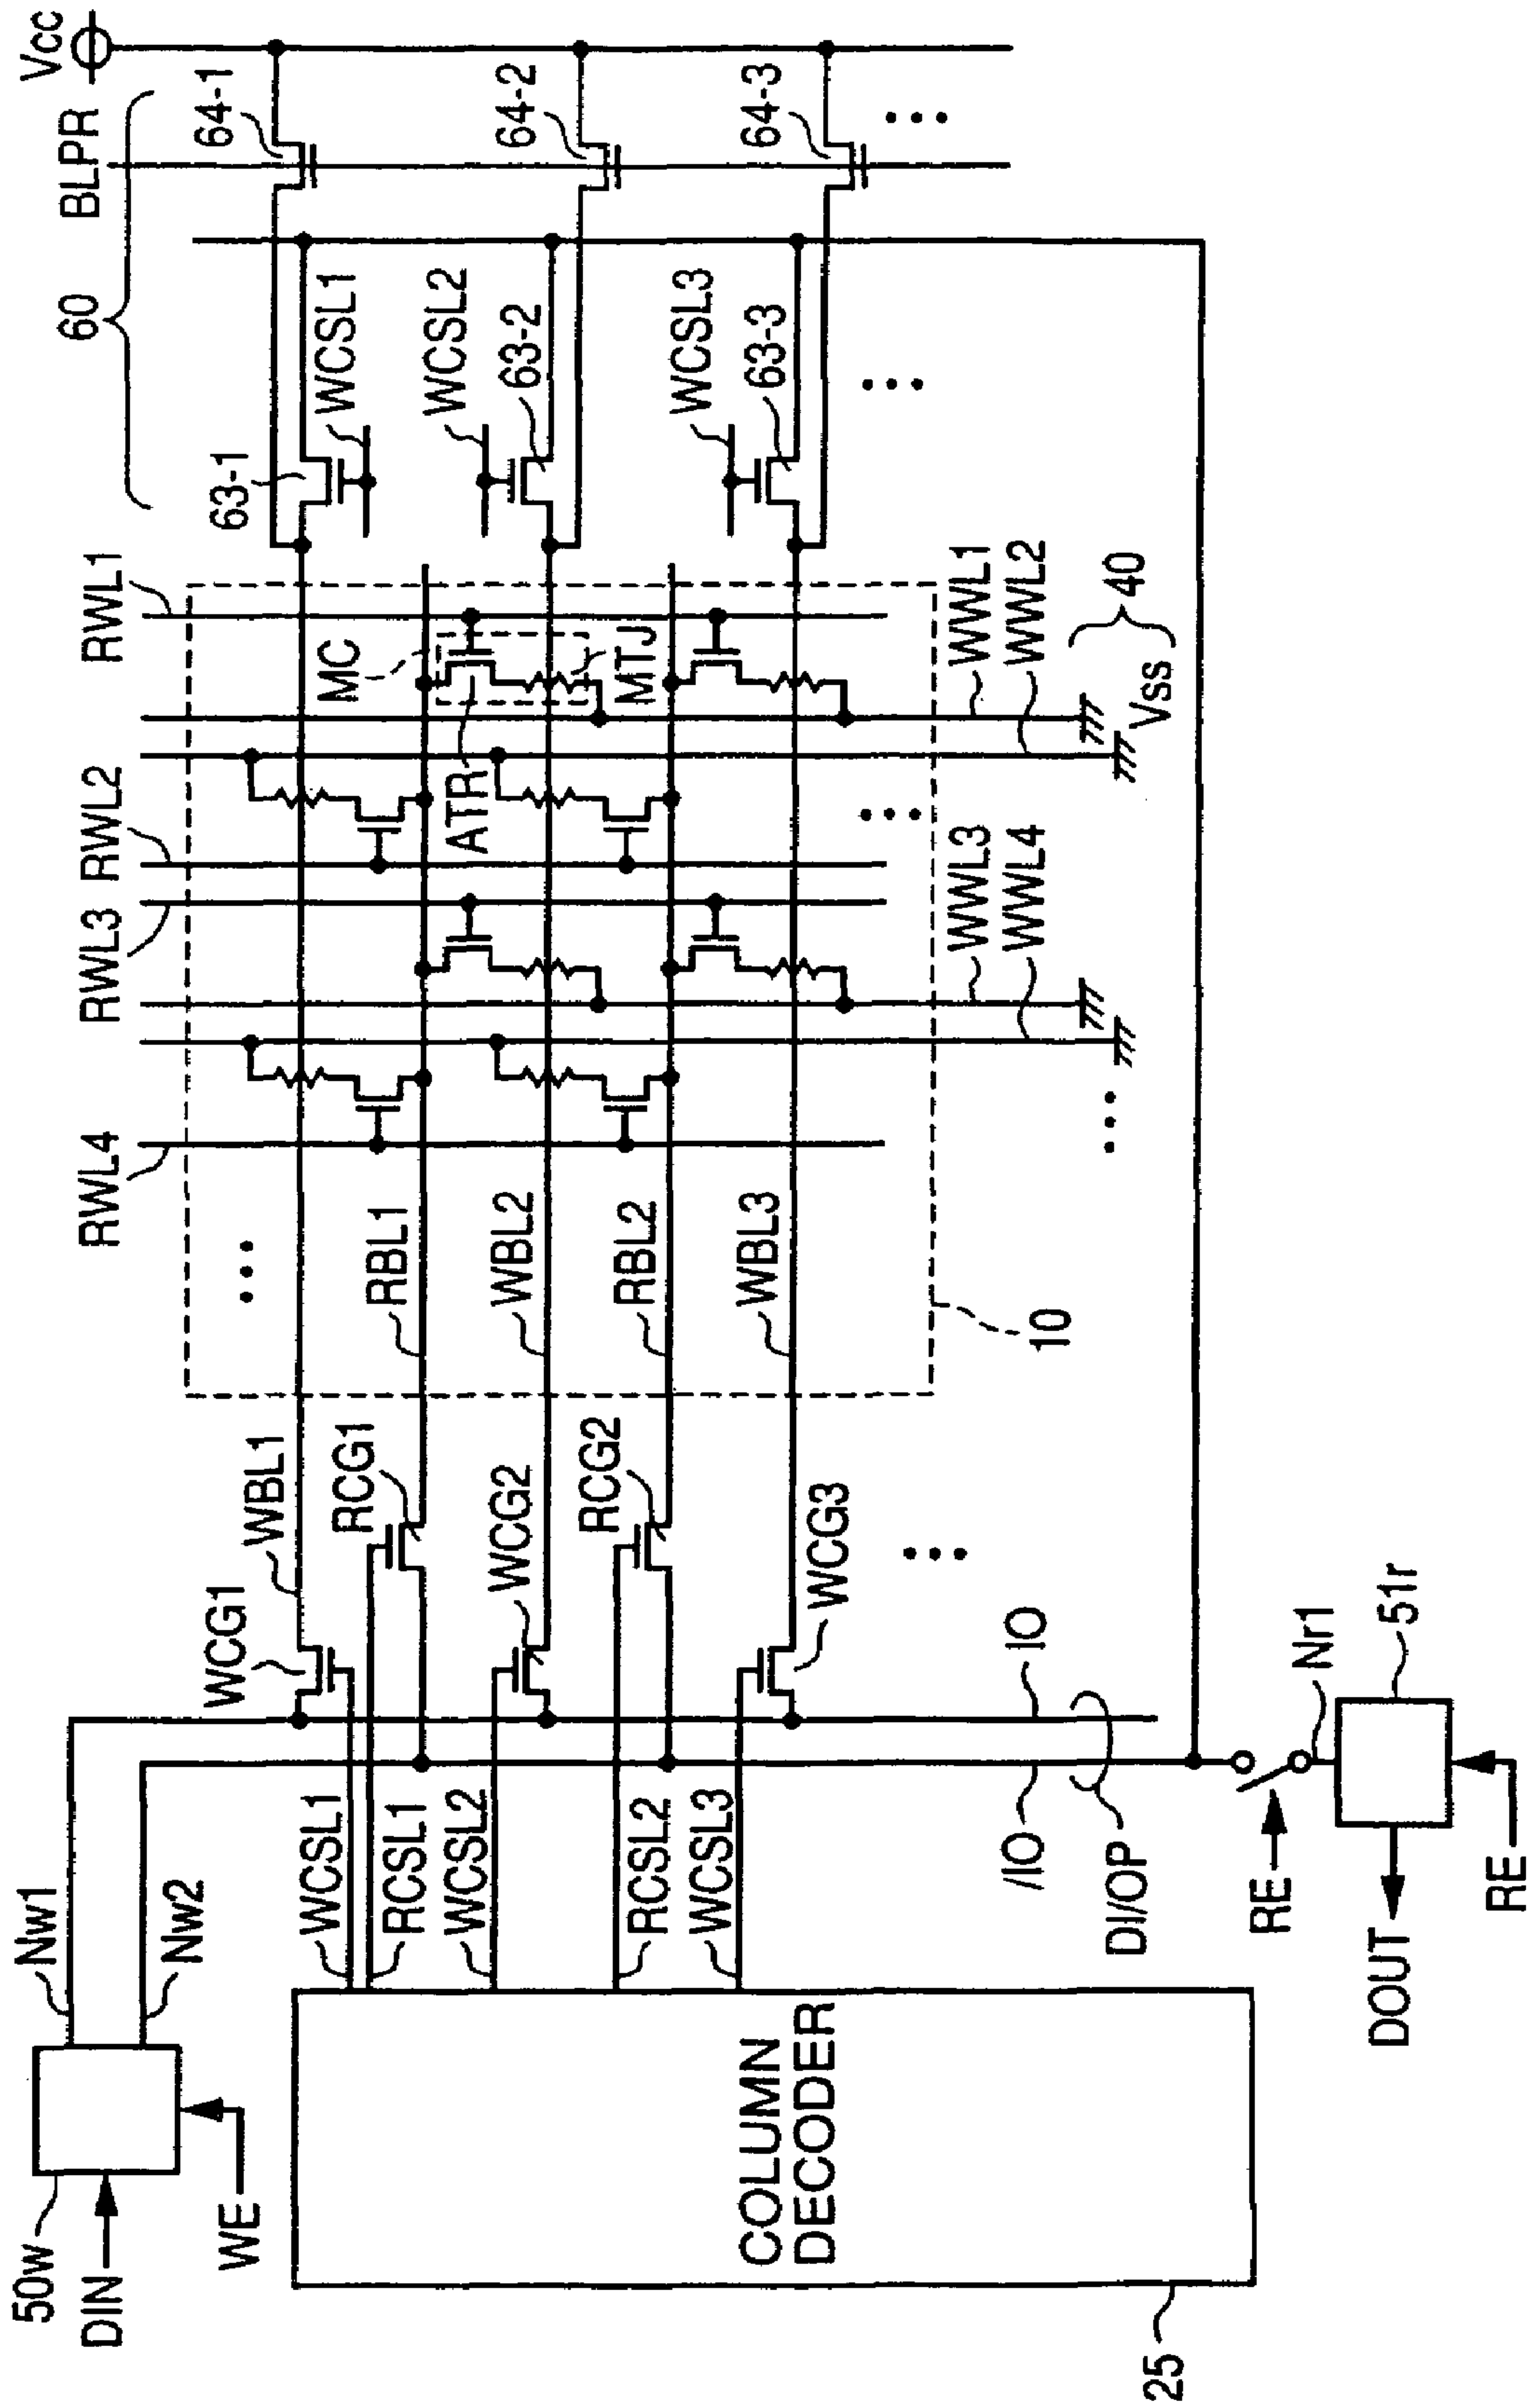 50w
DIN
WE
Nw1
Nw2
25
COLUMN
DECODER
WCSL1
RCSL1
WCSL2
RCSL2
WCSL3
WCG1
WBL1
RCG1
WCG2
RCG2
WCG3
IO
/IO
DI/OP
RE
Nr1
51r
DOUT
RE
RWL4
RWL3
RWL2
RWL1
RBL1
WBL2
RBL2
WBL3
10
MC
ATR
MTJ
WWL3
WWL4
WWL1
WWL2
40
Vss
60
63-1
WCSL1
WCSL2
63-2
WCSL3
63-3
BLPR
64-1
64-2
64-3
Vcc